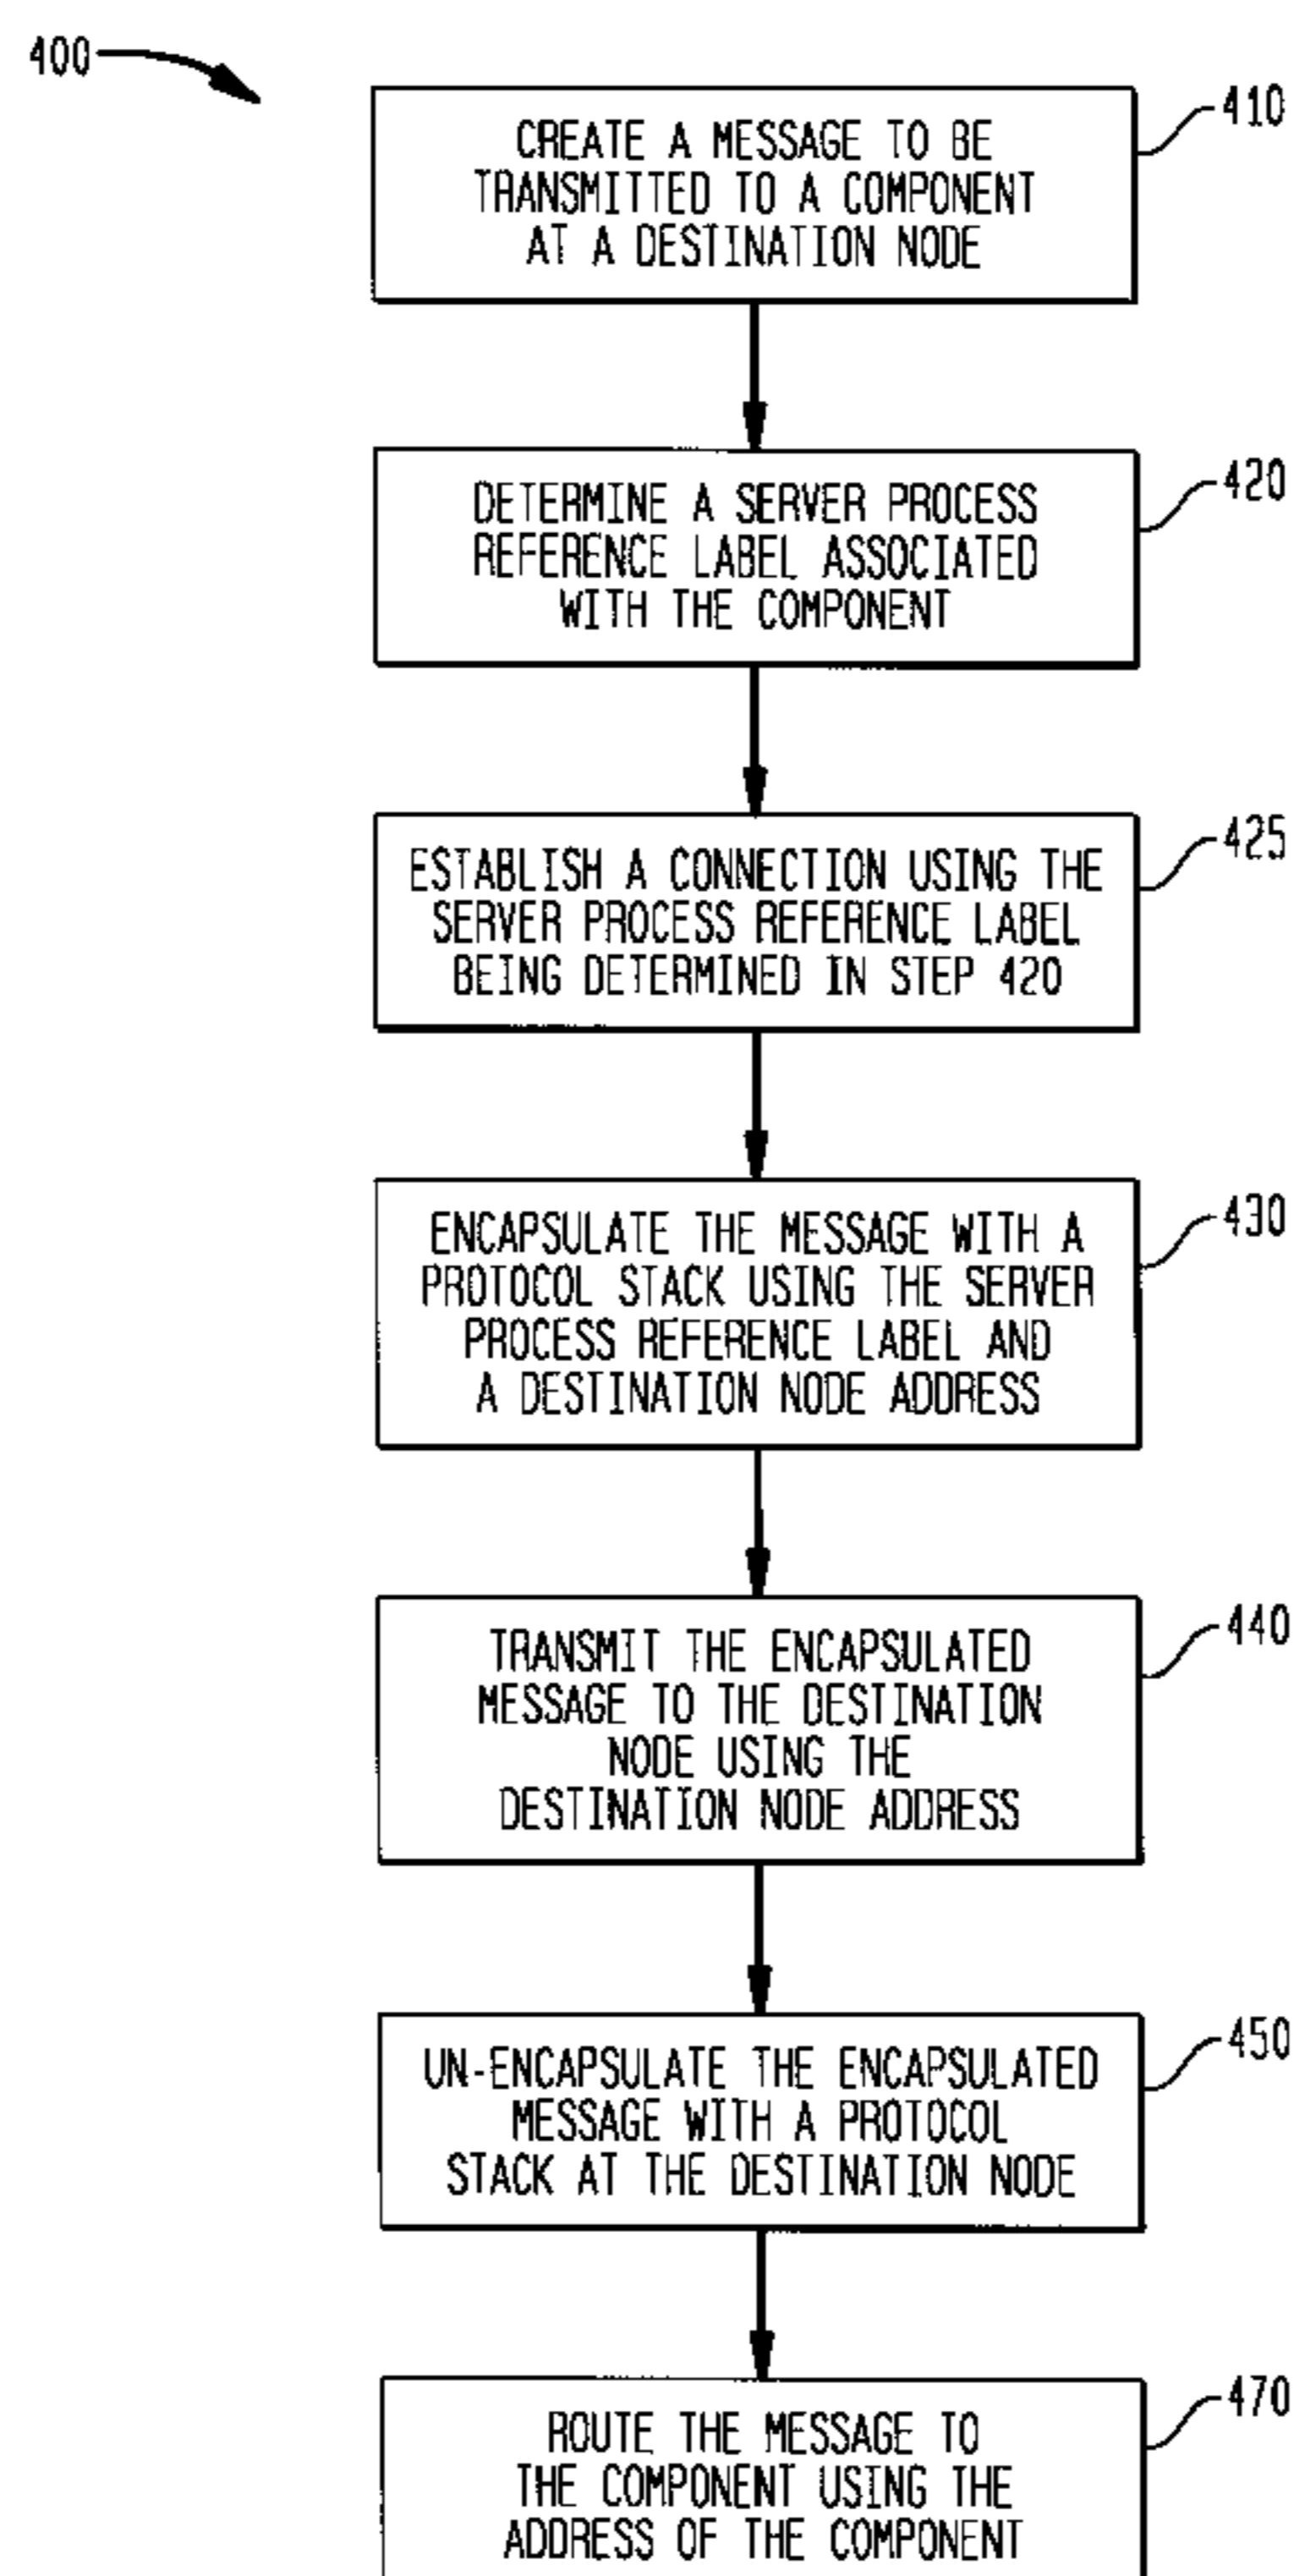 400
410
CREATE A MESSAGE TO BE
TRANSMITTED TO A COMPONENT
AT A DESTINATION NODE
420
DETERMINE A SERVER PROCESS
REFERENCE LABEL ASSOCIATED
WITH THE COMPONENT
425
ESTABLISH A CONNECTION USING THE
SERVER PROCESS REFERENCE LABEL
BEING DETERMINED IN STEP 420
430
ENCAPSULATE THE MESSAGE WITH A
PROTOCOL STACK USING THE SERVER
PROCESS REFERENCE LABEL AND
A DESTINATION NODE ADDRESS
440
TRANSMIT THE ENCAPSULATED
MESSAGE TO THE DESTINATION
NODE USING THE
DESTINATION NODE ADDRESS
450
UN-ENCAPSULATE THE ENCAPSULATED
MESSAGE WITH A PROTOCOL
STACK AT THE DESTINATION NODE
470
ROUTE THE MESSAGE TO
THE COMPONENT USING THE
ADDRESS OF THE COMPONENT